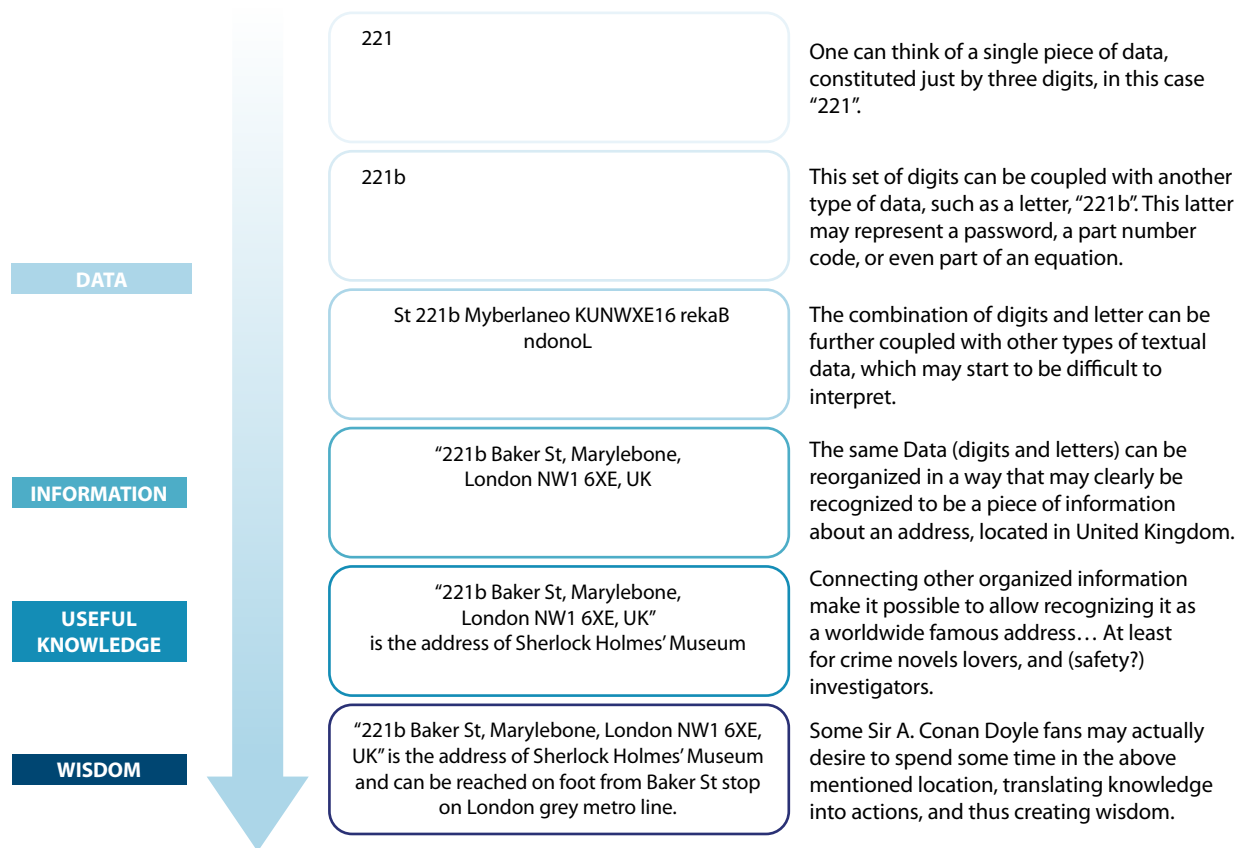 221
One can think of a single piece of data,
constituted just by three digits, in this case
“221”.
221b
This set of digits can be coupled with another
type of data, such as a letter, “221b”. This latter
may represent a password, a part number
code, or even part of an equation.
DATA
St 221b Myberlaneo KUNWXE16 rekaB
ndonoL
The combination of digits and letter can be
further coupled with other types of textual
data, which may start to be difficult to
interpret.
INFORMATION
“221b Baker St, Marylebone,
London NW1 6XE, UK
The same Data (digits and letters) can be
reorganized in a way that may clearly be
recognized to be a piece of information
about an address, located in United Kingdom.
USEFUL
KNOWLEDGE
“221b Baker St, Marylebone,
London NW1 6XE, UK”
is the address of Sherlock Holmes’ Museum
Connecting other organized information
make it possible to allow recognizing it as
a worldwide famous address… At least
for crime novels lovers, and (safety?)
investigators.
WISDOM
“221b Baker St, Marylebone, London NW1 6XE,
UK” is the address of Sherlock Holmes’ Museum
and can be reached on foot from Baker St stop
on London grey metro line.
Some Sir A. Conan Doyle fans may actually
desire to spend some time in the above
mentioned location, translating knowledge
into actions, and thus creating wisdom.